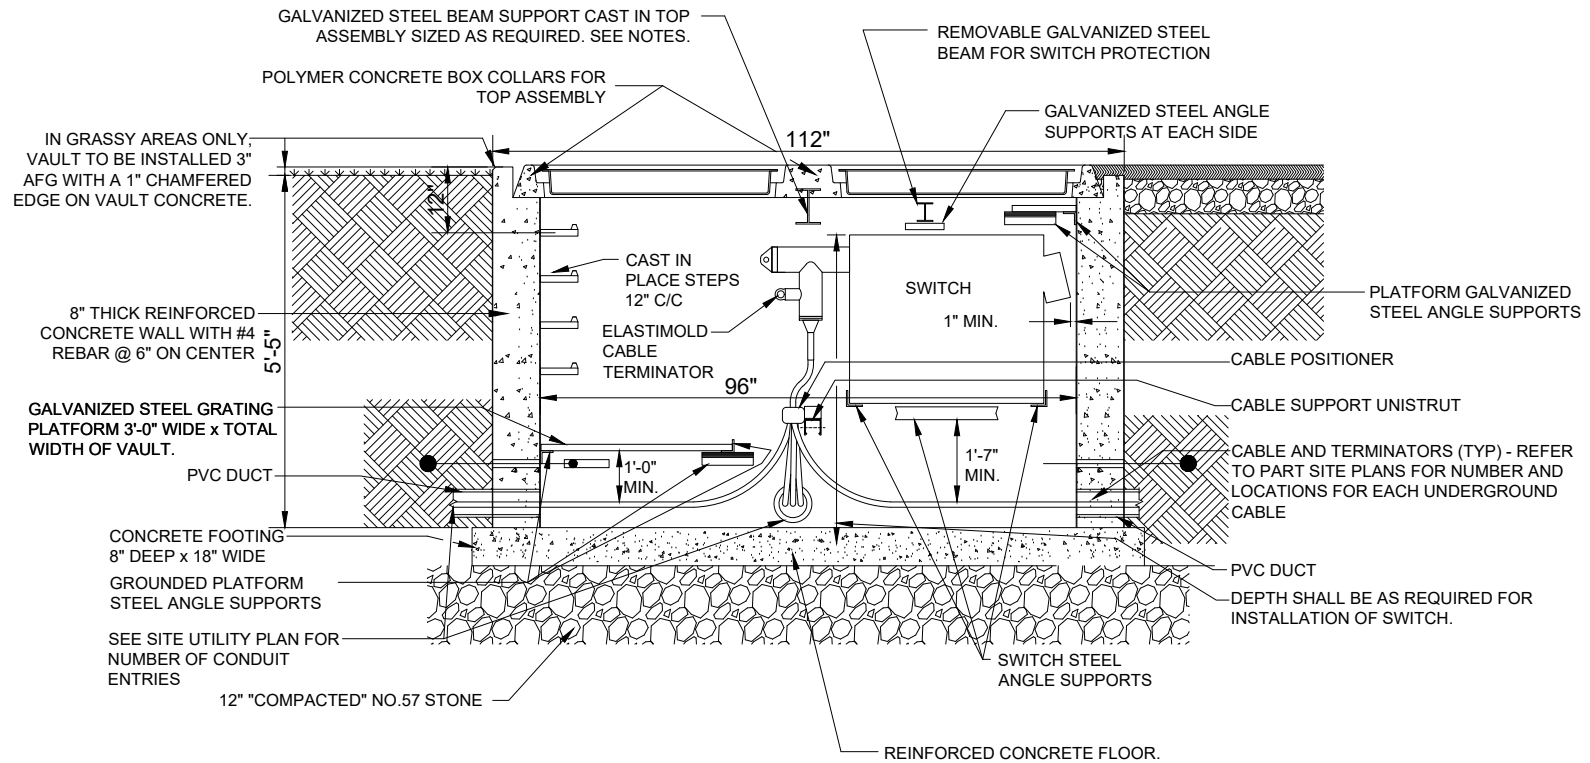 GALVANIZED STEEL BEAM SUPPORT CAST IN TOP
ASSEMBLY SIZED AS REQUIRED. SEE NOTES.
REMOVABLE GALVANIZED STEEL
BEAM FOR SWITCH PROTECTION
POLYMER CONCRETE BOX COLLARS FOR
TOP ASSEMBLY
GALVANIZED STEEL ANGLE
SUPPORTS AT EACH SIDE
IN GRASSY AREAS ONLY,
VAULT TO BE INSTALLED 3"
AFG WITH A 1" CHAMFERED
EDGE ON VAULT CONCRETE.
112"
12"
CAST IN
PLACE STEPS
12" C/C
SWITCH
1" MIN.
PLATFORM GALVANIZED
STEEL ANGLE SUPPORTS
8" THICK REINFORCED
CONCRETE WALL WITH #4
REBAR @ 6" ON CENTER
5'-5"
ELASTIMOLD
CABLE
TERMINATOR
CABLE POSITIONER
96"
CABLE SUPPORT UNISTRUT
GALVANIZED STEEL GRATING
PLATFORM 3'-0" WIDE x TOTAL
WIDTH OF VAULT.
1'-0"
MIN.
1'-7"
MIN.
CABLE AND TERMINATORS (TYP) - REFER
TO PART SITE PLANS FOR NUMBER AND
LOCATIONS FOR EACH UNDERGROUND
CABLE
PVC DUCT
CONCRETE FOOTING
8" DEEP x 18" WIDE
PVC DUCT
GROUNDED PLATFORM
STEEL ANGLE SUPPORTS
DEPTH SHALL BE AS REQUIRED FOR
INSTALLATION OF SWITCH.
SEE SITE UTILITY PLAN FOR
NUMBER OF CONDUIT
ENTRIES
SWITCH STEEL
ANGLE SUPPORTS
12" "COMPACTED" NO.57 STONE
REINFORCED CONCRETE FLOOR.